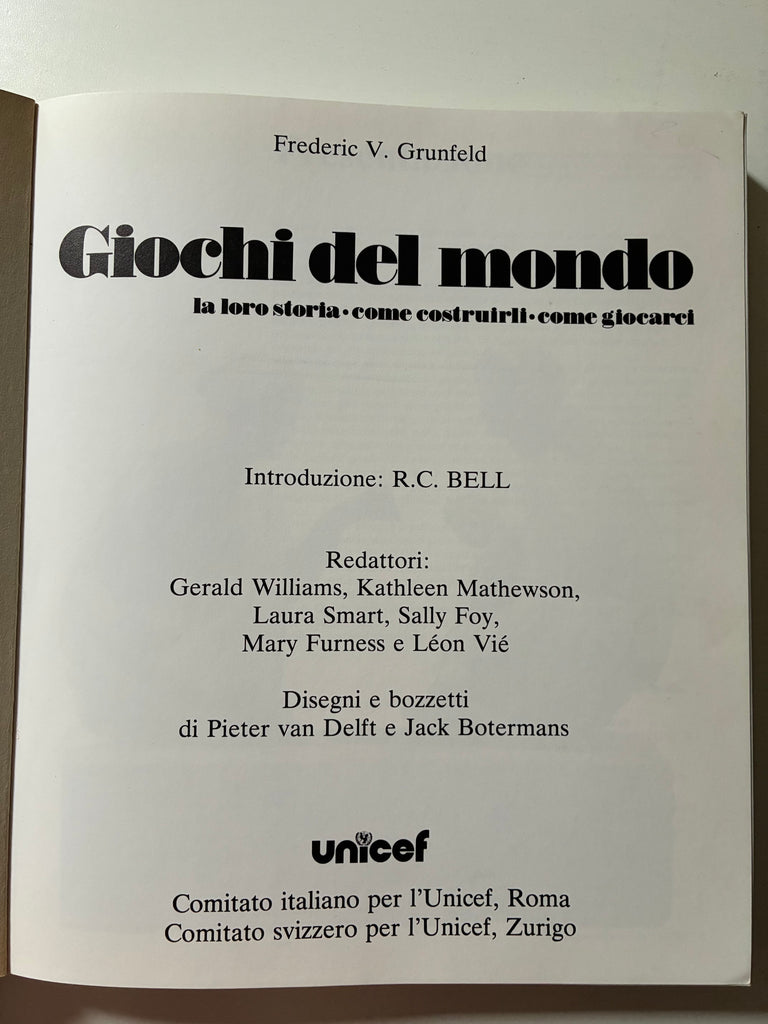 Frederic V. Grunfeld
Giochi del mondo
la loro storia • come costruirli • come giocarci
Introduzione: R.C. BELL
Redattori:
Gerald Williams, Kathleen Mathewson,
Laura Smart, Sally Foy,
Mary Furness e Léon Vié
Disegni e bozzetti
di Pieter van Delft e Jack Botermans
unicef
Comitato italiano per l'Unicef, Roma
Comitato svizzero per l'Unicef, Zurigo